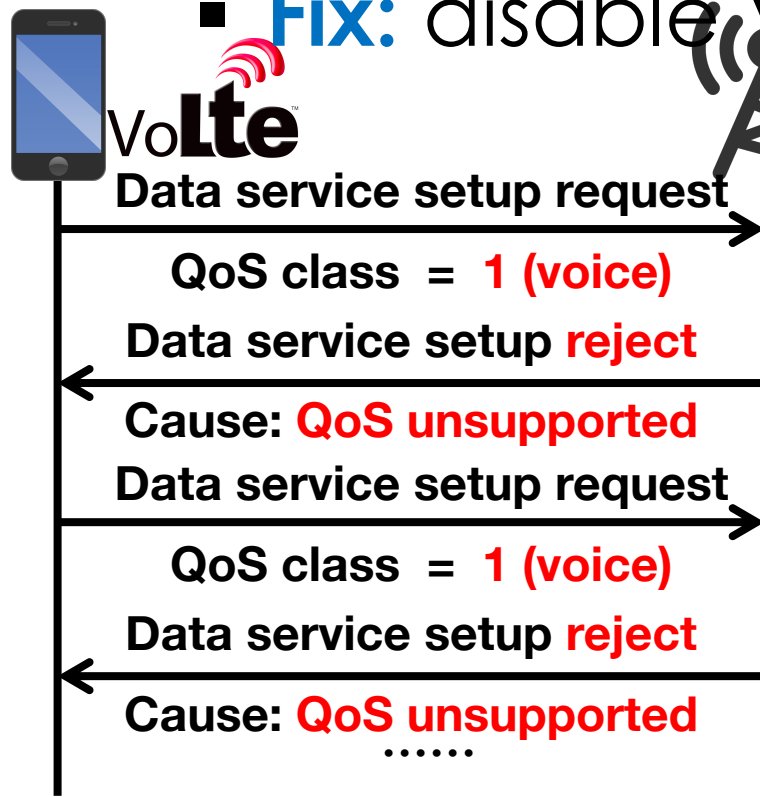 ▪ Fix: disable
VoLte™
Data service setup request
QoS class = 1 (voice)
Data service setup reject
Cause: QoS unsupported
Data service setup request
QoS class = 1 (voice)
Data service setup reject
Cause: QoS unsupported
......